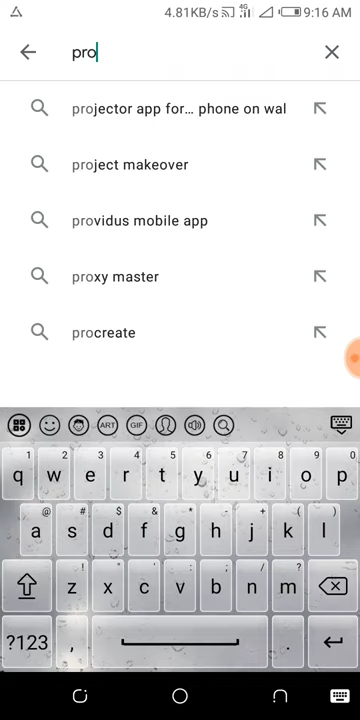 4.81KB/s 4G 9:16 AM
pro
projector app for... phone on wal
project makeover
providus mobile app
proxy master
procreate
ART GIF
1 2 3 4 5 6 7 8 9 0
q w e r t y u i o p
@ # $ & * - + ( )
a s d f g h j k l
! " ' : ; / ?
z x c v b n m
?123 , .